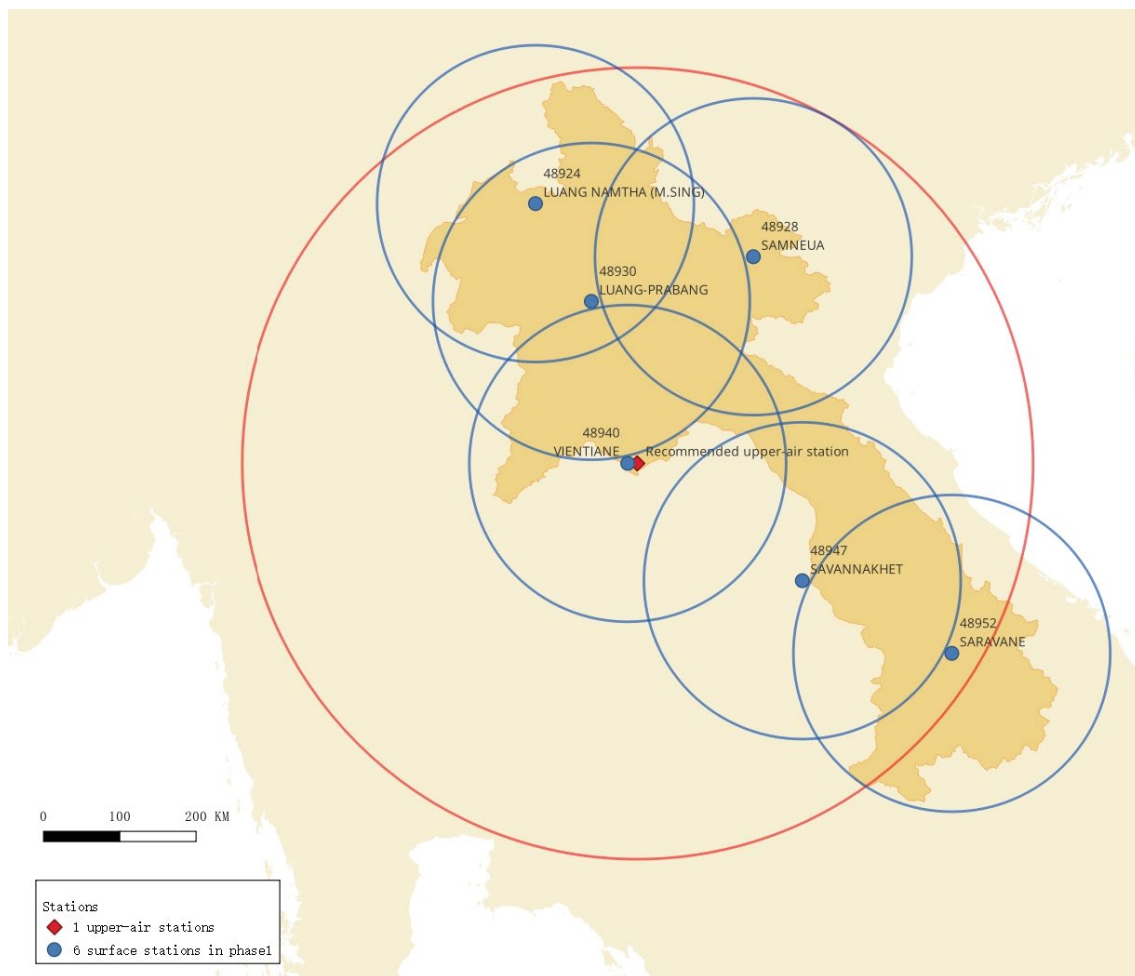 48924
LUANG NAMTHA (M.SING)
48928
SAMNEUA
48930
LUANG-PRABANG
48940
VIENTIANE
Recommended upper-air station
48947
SAVANNAKHET
48952
SARAVANE
0 100 200 KM
Stations
1 upper-air stations
6 surface stations in phase1